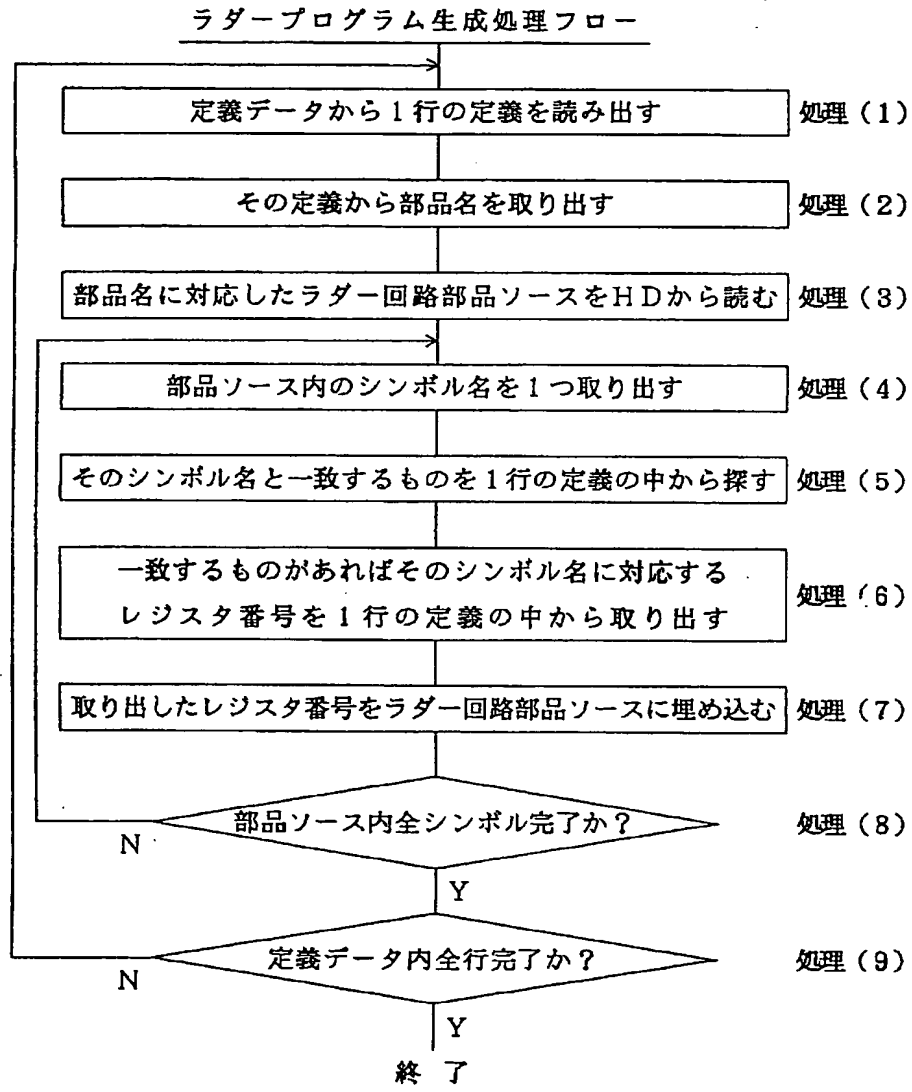 ラダープログラム生成処理フロー
定義データから1行の定義を読み出す 処理(1)
その定義から部品名を取り出す 処理(2)
部品名に対応したラダー回路部品ソースをHDから読む 処理(3)
部品ソース内のシンボル名を1つ取り出す 処理(4)
そのシンボル名と一致するものを1行の定義の中から探す 処理(5)
一致するものがあればそのシンボル名に対応する
レジスタ番号を1行の定義の中から取り出す 処理(6)
取り出したレジスタ番号をラダー回路部品ソースに埋め込む 処理(7)
部品ソース内全シンボル完了か? 処理(8)
N
Y
定義データ内全行完了か? 処理(9)
N
Y
終了